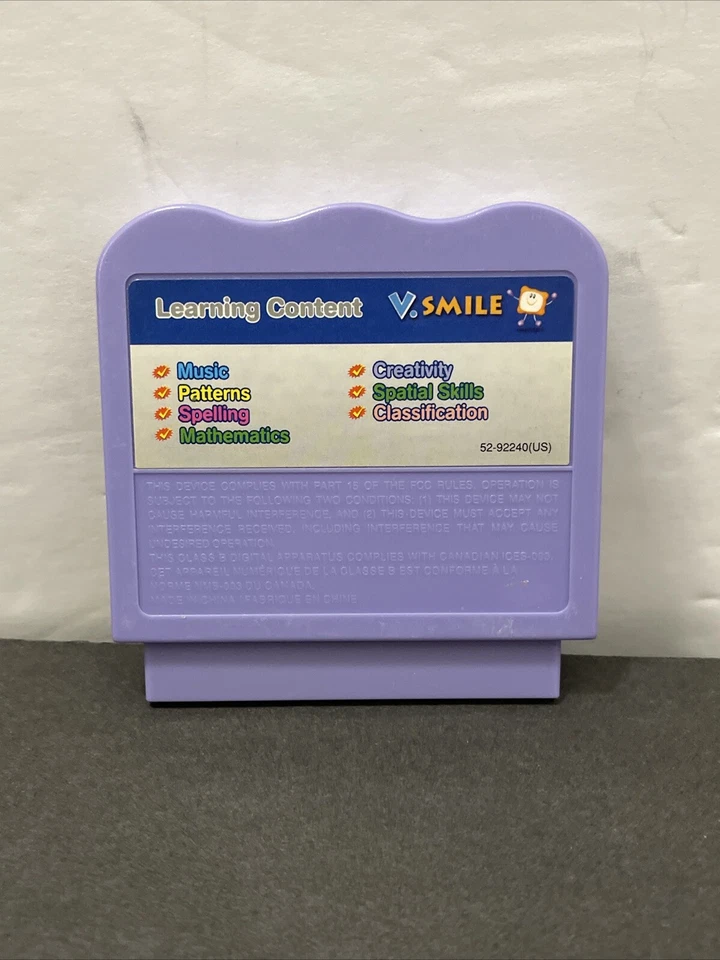 Learning Content V.SMILE
Music
Patterns
Spelling
Mathematics
Creativity
Spatial Skills
Classification
52-92240(US)
THIS DEVICE COMPLIES WITH PART 15 OF THE FCC RULES. OPERATION IS
SUBJECT TO THE FOLLOWING TWO CONDITIONS: (1) THIS DEVICE MAY NOT
CAUSE HARMFUL INTERFERENCE, AND (2) THIS DEVICE MUST ACCEPT ANY
INTERFERENCE RECEIVED, INCLUDING INTERFERENCE THAT MAY CAUSE
UNDESIRED OPERATION.
THIS CLASS B DIGITAL APPARATUS COMPLIES WITH CANADIAN ICES-003.
CET APPAREIL NUMÉRIQUE DE LA CLASSE B EST CONFORME À LA
NORME NMB-003 DU CANADA.
MADE IN CHINA / FABRIQUÉ EN CHINE